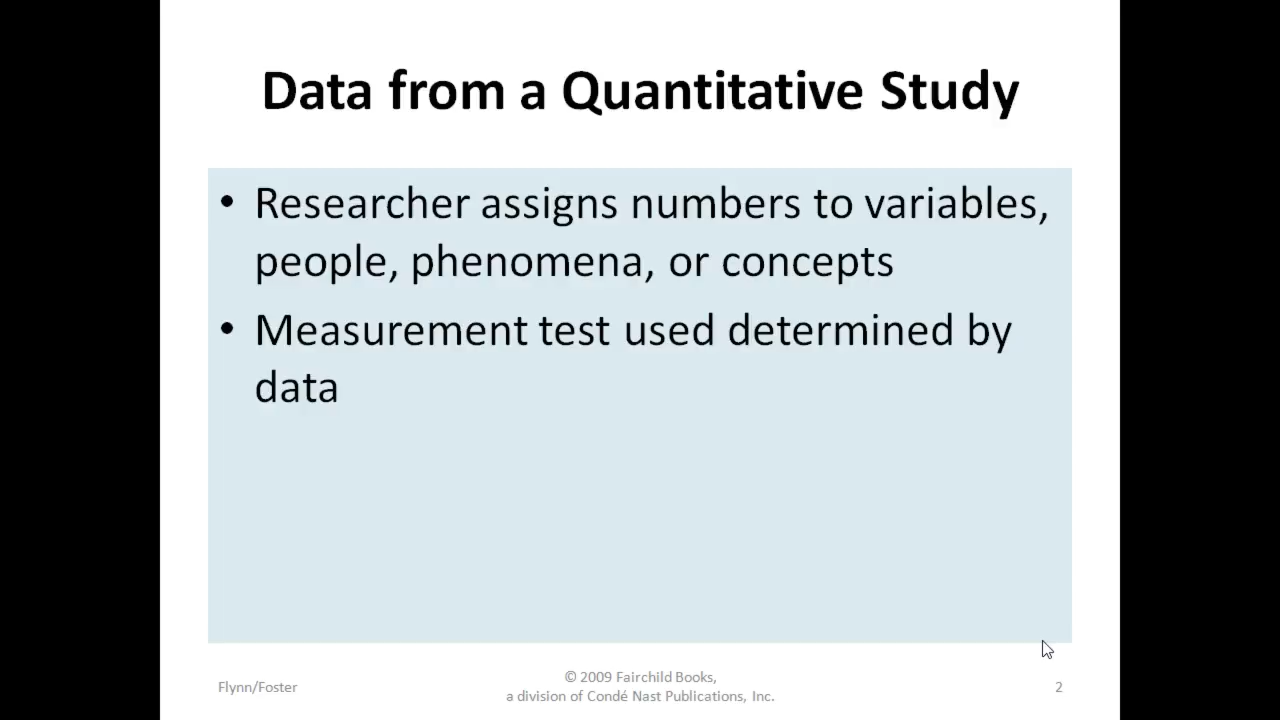 Data from a Quantitative Study
• Researcher assigns numbers to variables,
people, phenomena, or concepts
• Measurement test used determined by
data
Flynn/Foster
© 2009 Fairchild Books,
a division of Condé Nast Publications, Inc.
2